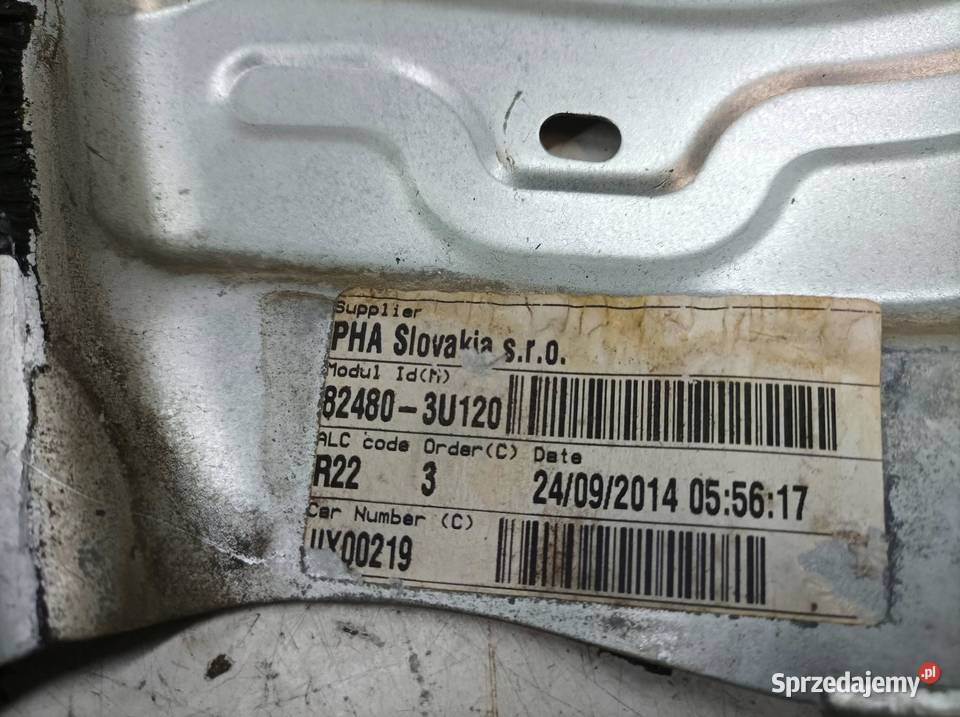 Supplier
PHA Slovakia s.r.o.
Modul Id(M)
82480-3U120
ALC code Order(C) Date
R22 3 24/09/2014 05:56:17
Car Number (C)
UX00219
Sprzedajemy.pl